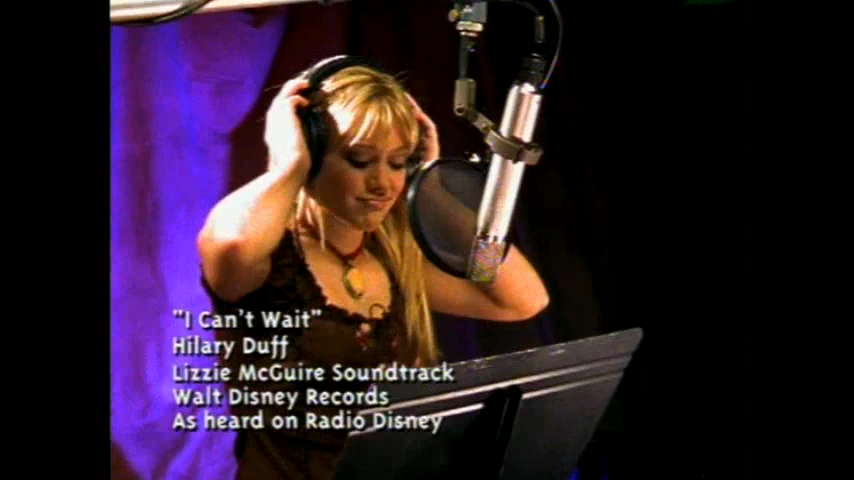 "I Can't Wait"
Hilary Duff
Lizzie McGuire Soundtrack
Walt Disney Records
As heard on Radio Disney